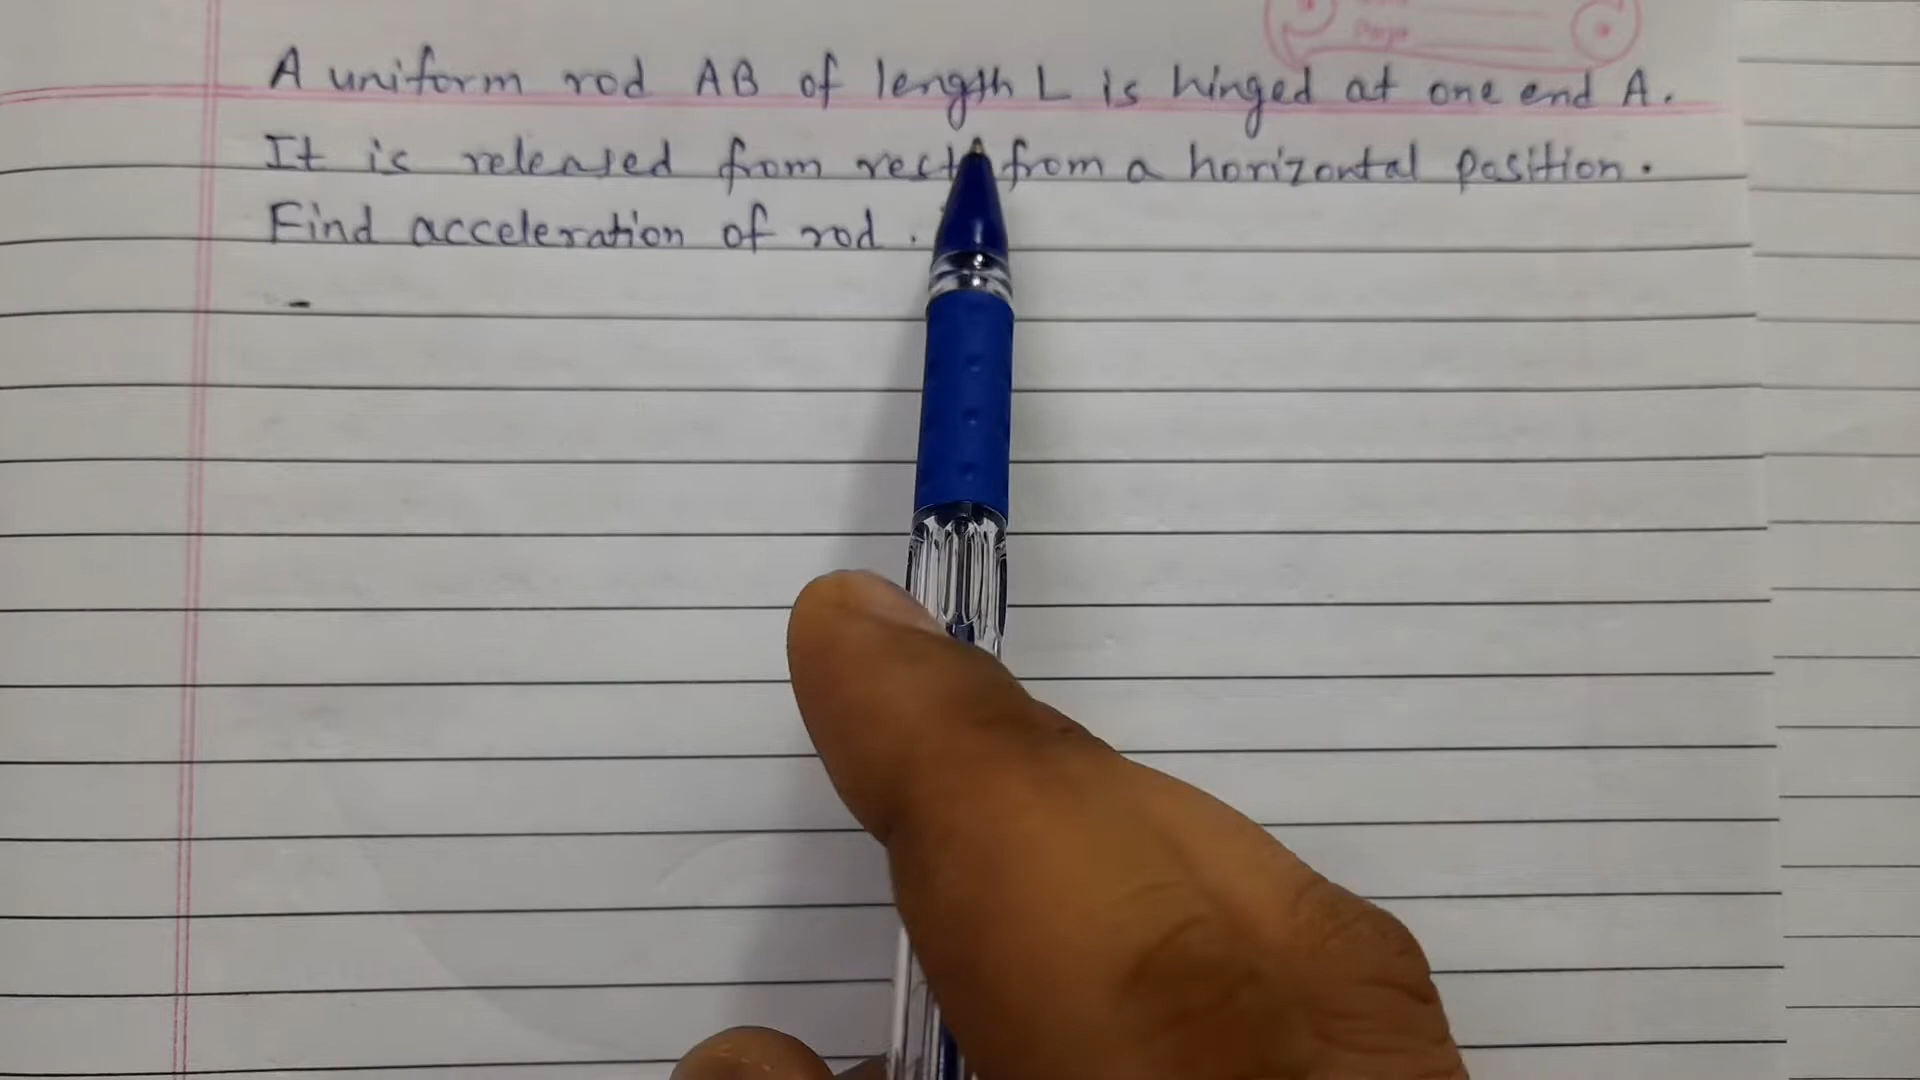 Page
A uniform rod AB of length L is hinged at one end A.
It is released from rest from a horizontal position.
Find acceleration of rod.